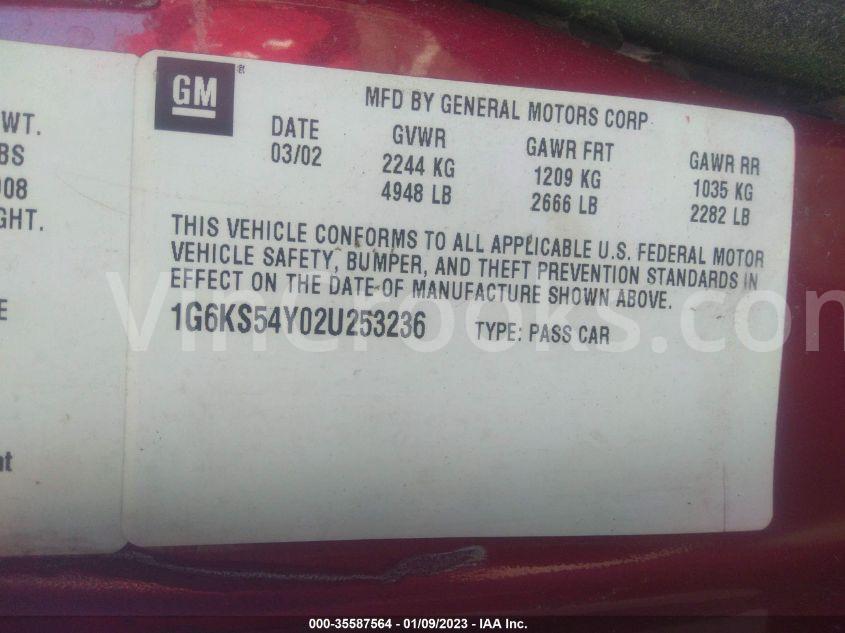 GM
MFD BY GENERAL MOTORS CORP
DATE GVWR GAWR FRT GAWR RR
03/02 2244 KG 1209 KG 1035 KG
4948 LB 2666 LB 2282 LB
THIS VEHICLE CONFORMS TO ALL APPLICABLE U.S. FEDERAL MOTOR
VEHICLE SAFETY, BUMPER, AND THEFT PREVENTION STANDARDS IN
EFFECT ON THE DATE OF MANUFACTURE SHOWN ABOVE.
1G6KS54Y02U253236 TYPE: PASS CAR
WT.
BS
908
GHT.
E
nt
VinCrooks.com
000-35587564 - 01/09/2023 - © IAA Inc.